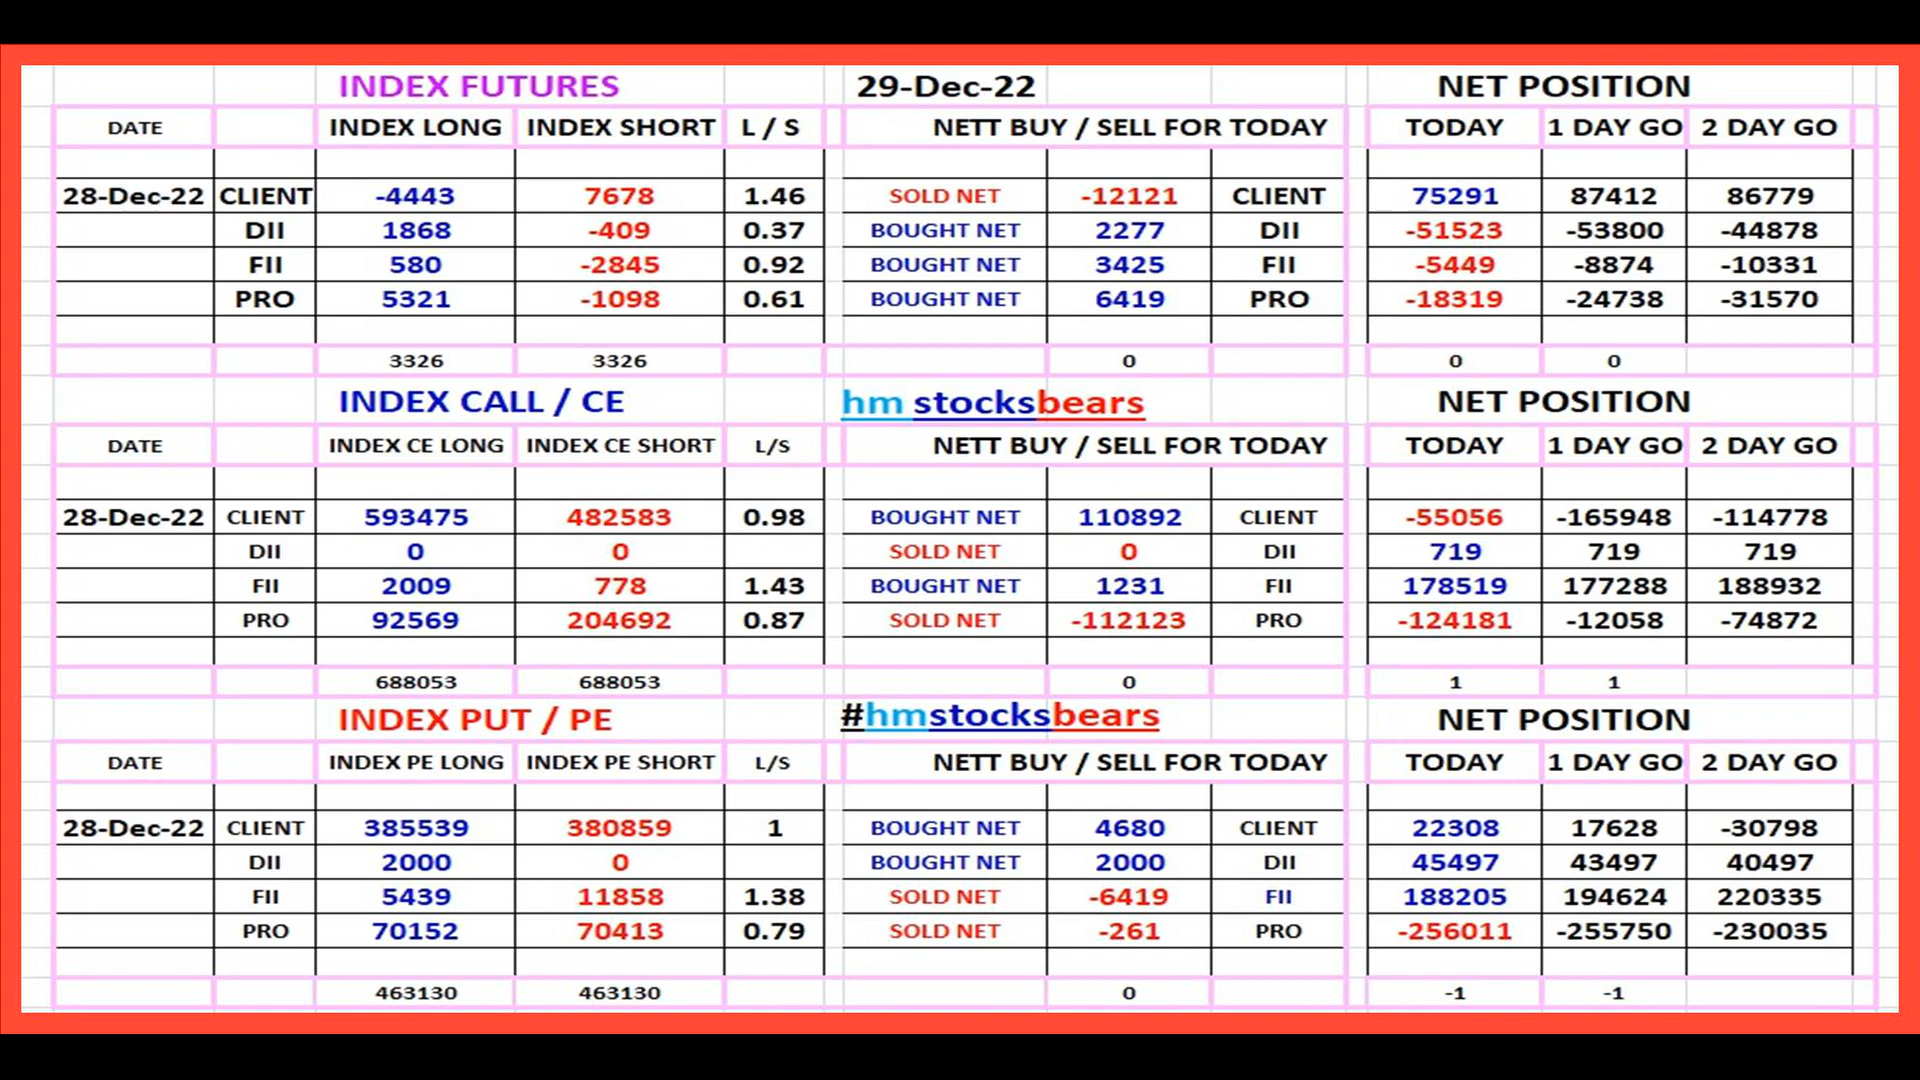 INDEX FUTURES 29-Dec-22 NET POSITION
DATE INDEX LONG INDEX SHORT L / S NETT BUY / SELL FOR TODAY TODAY 1 DAY GO 2 DAY GO
28-Dec-22 CLIENT -4443 7678 1.46 SOLD NET -12121 CLIENT 75291 87412 86779
DII 1868 -409 0.37 BOUGHT NET 2277 DII -51523 -53800 -44878
FII 580 -2845 0.92 BOUGHT NET 3425 FII -5449 -8874 -10331
PRO 5321 -1098 0.61 BOUGHT NET 6419 PRO -18319 -24738 -31570
3326 3326 0 0 0
INDEX CALL / CE hm stocksbears NET POSITION
DATE INDEX CE LONG INDEX CE SHORT L/S NETT BUY / SELL FOR TODAY TODAY 1 DAY GO 2 DAY GO
28-Dec-22 CLIENT 593475 482583 0.98 BOUGHT NET 110892 CLIENT -55056 -165948 -114778
DII 0 0 SOLD NET 0 DII 719 719 719
FII 2009 778 1.43 BOUGHT NET 1231 FII 178519 177288 188932
PRO 92569 204692 0.87 SOLD NET -112123 PRO -124181 -12058 -74872
688053 688053 0 1 1
INDEX PUT / PE #hmstocksbears NET POSITION
DATE INDEX PE LONG INDEX PE SHORT L/S NETT BUY / SELL FOR TODAY TODAY 1 DAY GO 2 DAY GO
28-Dec-22 CLIENT 385539 380859 1 BOUGHT NET 4680 CLIENT 22308 17628 -30798
DII 2000 0 BOUGHT NET 2000 DII 45497 43497 40497
FII 5439 11858 1.38 SOLD NET -6419 FII 188205 194624 220335
PRO 70152 70413 0.79 SOLD NET -261 PRO -256011 -255750 -230035
463130 463130 0 -1 -1